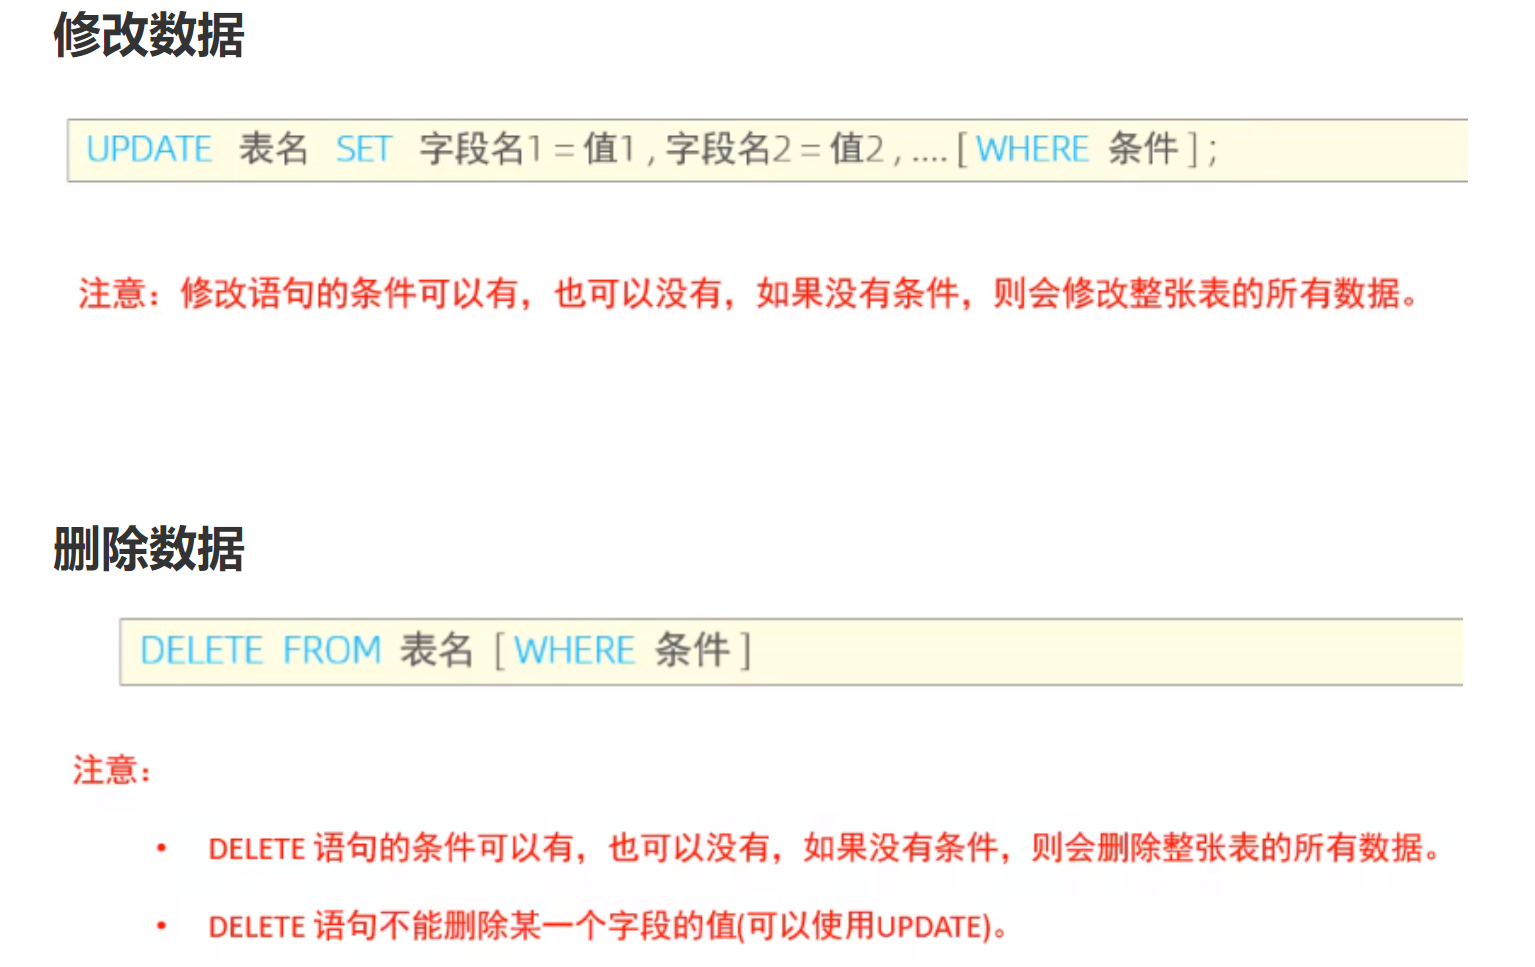 修改数据
UPDATE 表名 SET 字段名1 = 值1 , 字段名2 = 值2 , .... [ WHERE 条件 ] ;
注意：修改语句的条件可以有，也可以没有，如果没有条件，则会修改整张表的所有数据。
删除数据
DELETE FROM 表名 [ WHERE 条件 ]
注意：
• DELETE 语句的条件可以有，也可以没有，如果没有条件，则会删除整张表的所有数据。
• DELETE 语句不能删除某一个字段的值(可以使用UPDATE)。